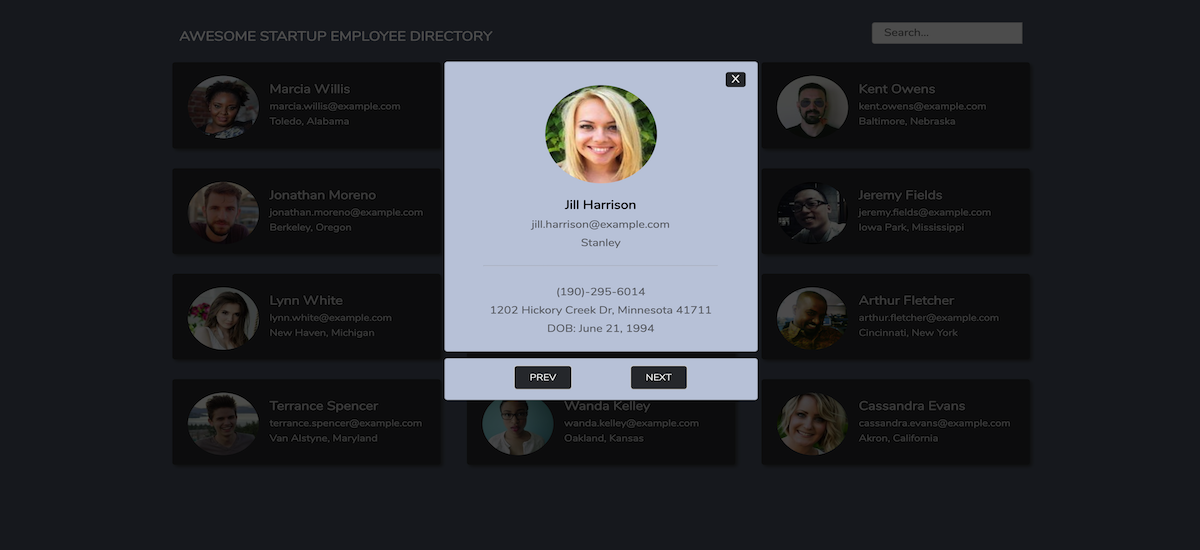 AWESOME STARTUP EMPLOYEE DIRECTORY
Search...
Marcia Willis
marcia.willis@example.com
Toledo, Alabama
X
Jill Harrison
jill.harrison@example.com
Stanley
(190)-295-6014
1202 Hickory Creek Dr, Minnesota 41711
DOB: June 21, 1994
PREV
NEXT
Kent Owens
kent.owens@example.com
Baltimore, Nebraska
Jonathan Moreno
jonathan.moreno@example.com
Berkeley, Oregon
Jeremy Fields
jeremy.fields@example.com
Iowa Park, Mississippi
Lynn White
lynn.white@example.com
New Haven, Michigan
Arthur Fletcher
arthur.fletcher@example.com
Cincinnati, New York
Terrance Spencer
terrance.spencer@example.com
Van Alstyne, Maryland
Wanda Kelley
wanda.kelley@example.com
Oakland, Kansas
Cassandra Evans
cassandra.evans@example.com
Akron, California